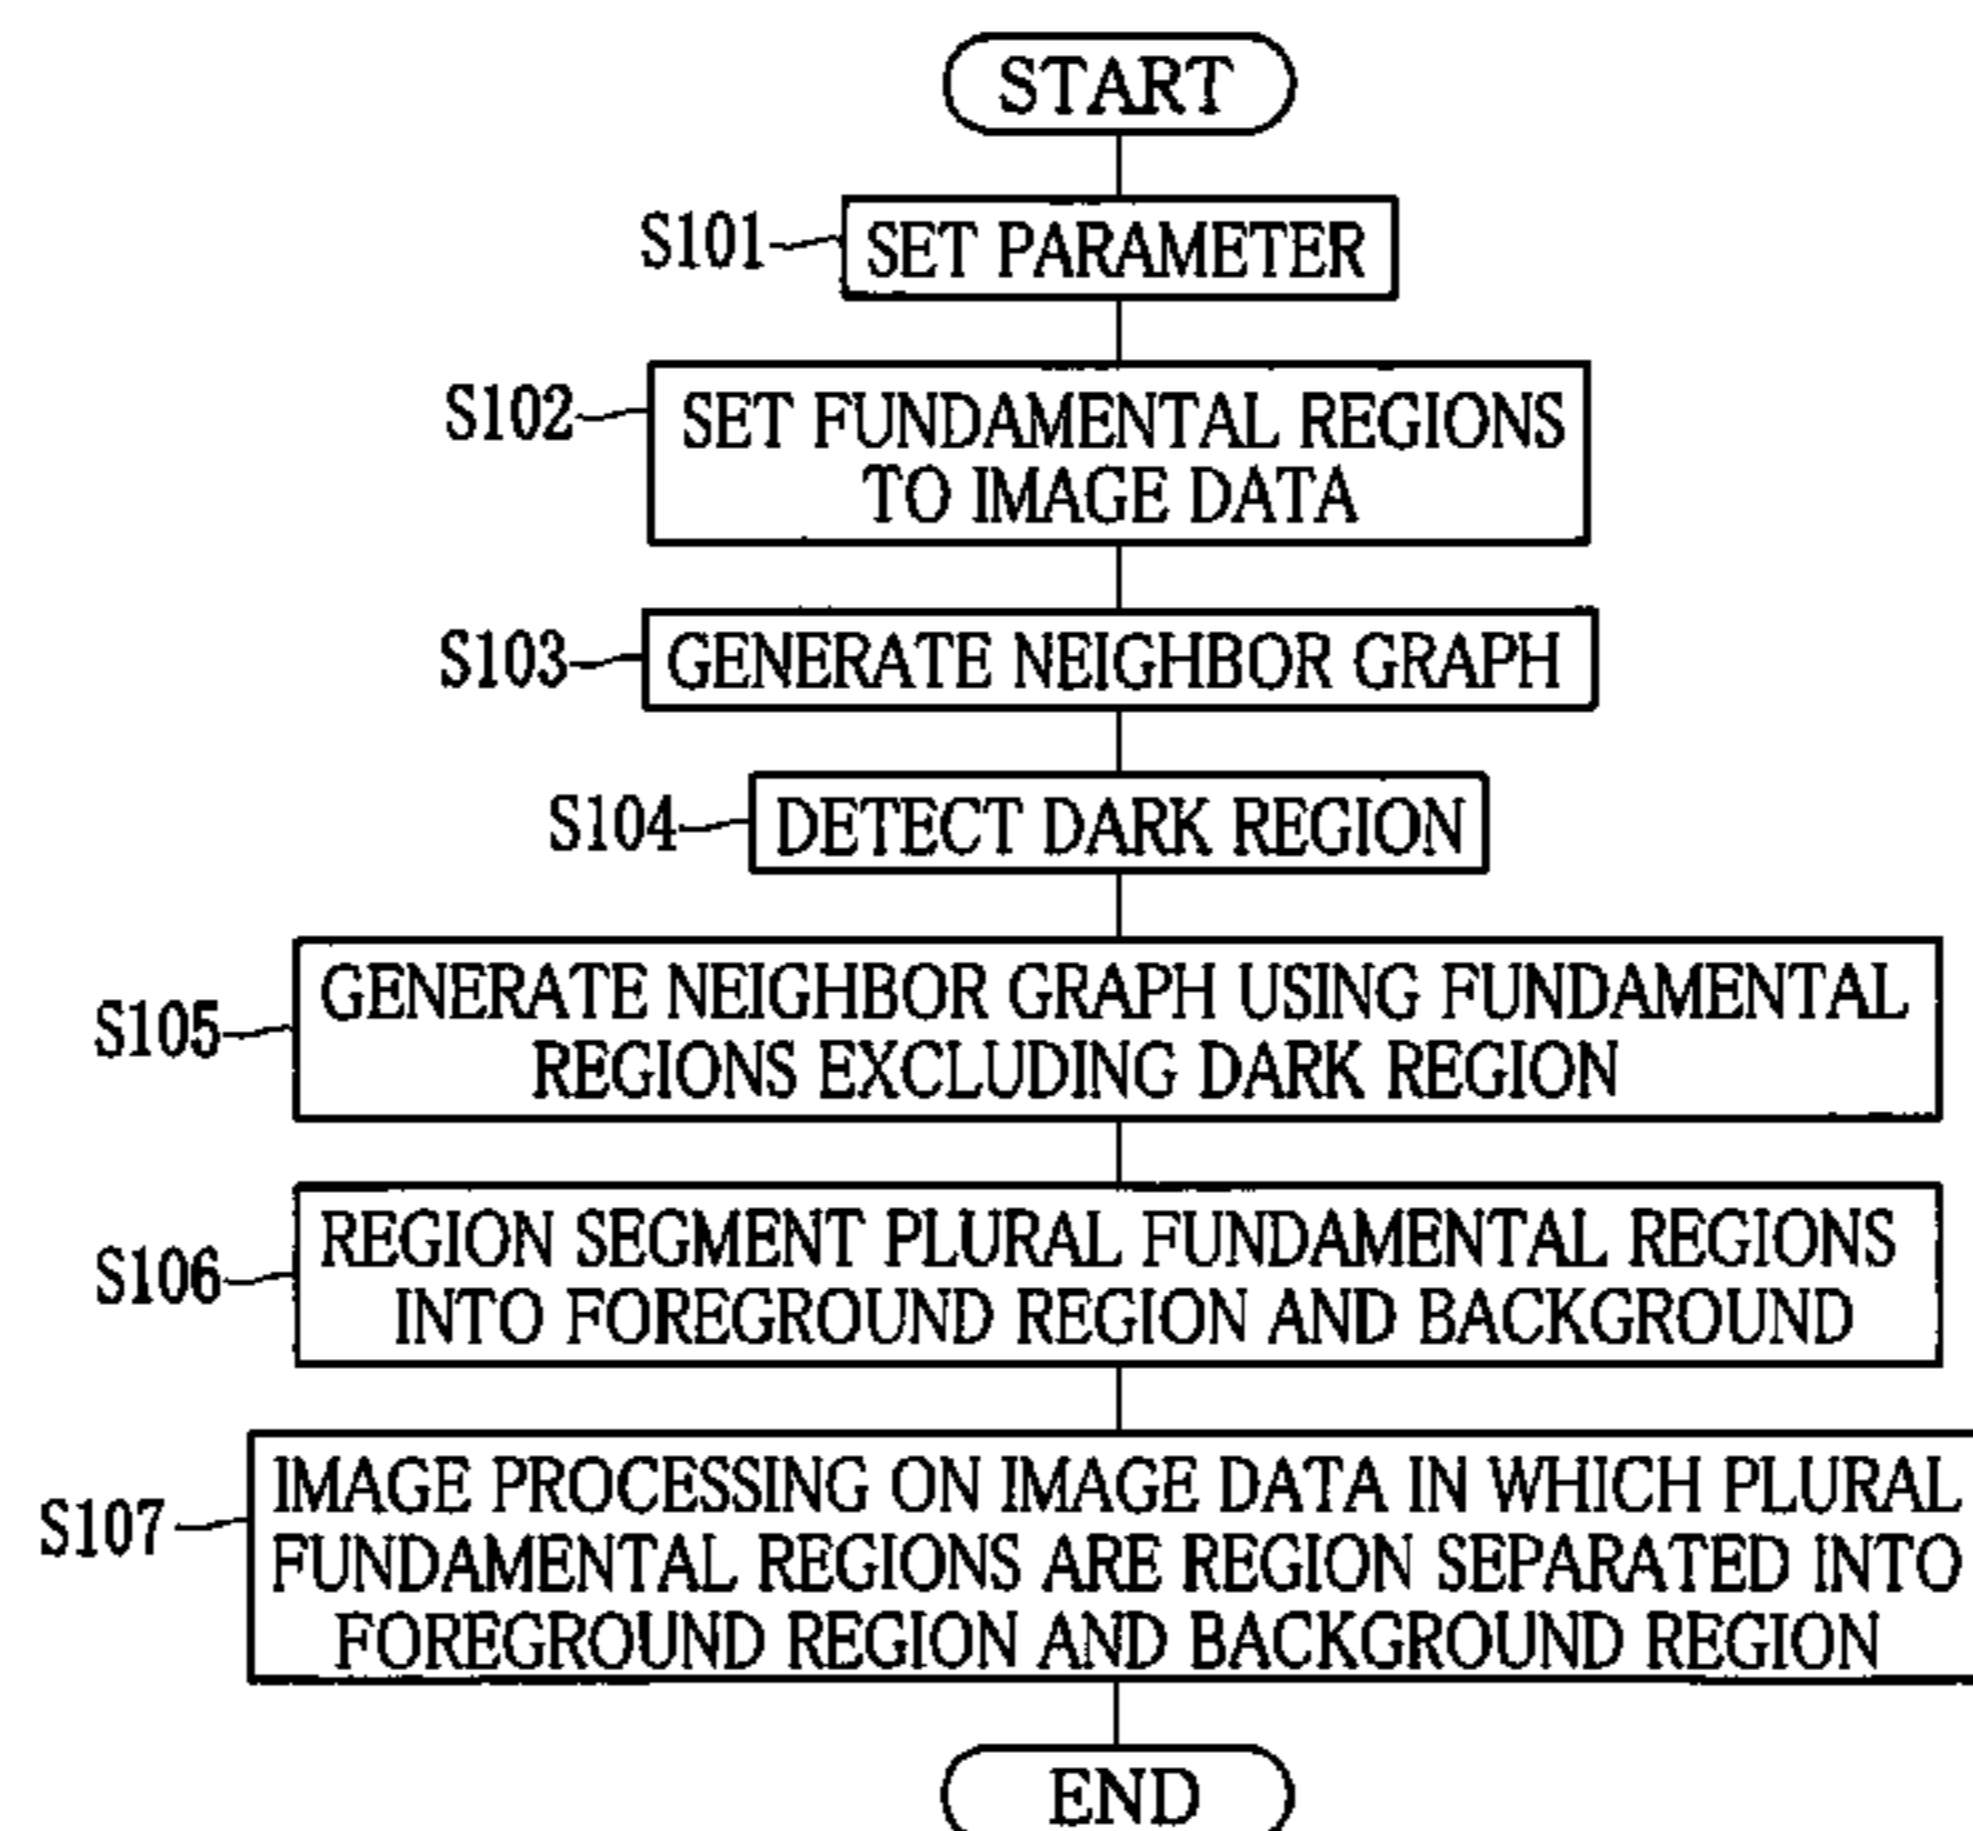 START
S101
SET PARAMETER
S102
SET FUNDAMENTAL REGIONS
TO IMAGE DATA
S103
GENERATE NEIGHBOR GRAPH
S104
DETECT DARK REGION
S105
GENERATE NEIGHBOR GRAPH USING FUNDAMENTAL
REGIONS EXCLUDING DARK REGION
S106
REGION SEGMENT PLURAL FUNDAMENTAL REGIONS
INTO FOREGROUND REGION AND BACKGROUND
S107
IMAGE PROCESSING ON IMAGE DATA IN WHICH PLURAL
FUNDAMENTAL REGIONS ARE REGION SEPARATED INTO
FOREGROUND REGION AND BACKGROUND REGION
END